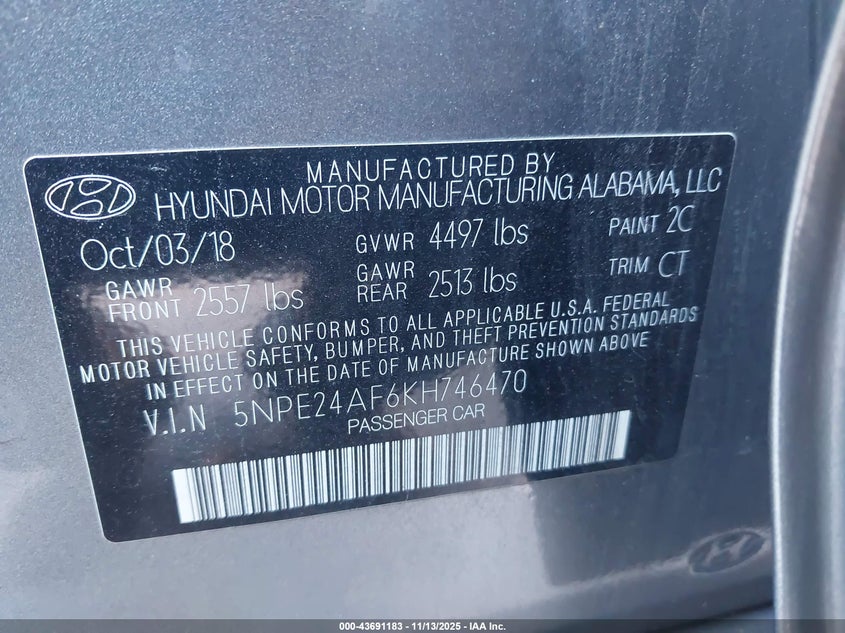 MANUFACTURED BY
HYUNDAI MOTOR MANUFACTURING ALABAMA, LLC
Oct/03/18 GVWR 4497 lbs PAINT 2C
GAWR FRONT 2557 lbs GAWR REAR 2513 lbs TRIM CT
THIS VEHICLE CONFORMS TO ALL APPLICABLE U.S.A. FEDERAL
MOTOR VEHICLE SAFETY, BUMPER, AND THEFT PREVENTION STANDARDS
IN EFFECT ON THE DATE OF MANUFACTURE SHOWN ABOVE
V.I.N 5NPE24AF6KH746470
PASSENGER CAR
000-43691183 - 11/13/2025 - IAA Inc.